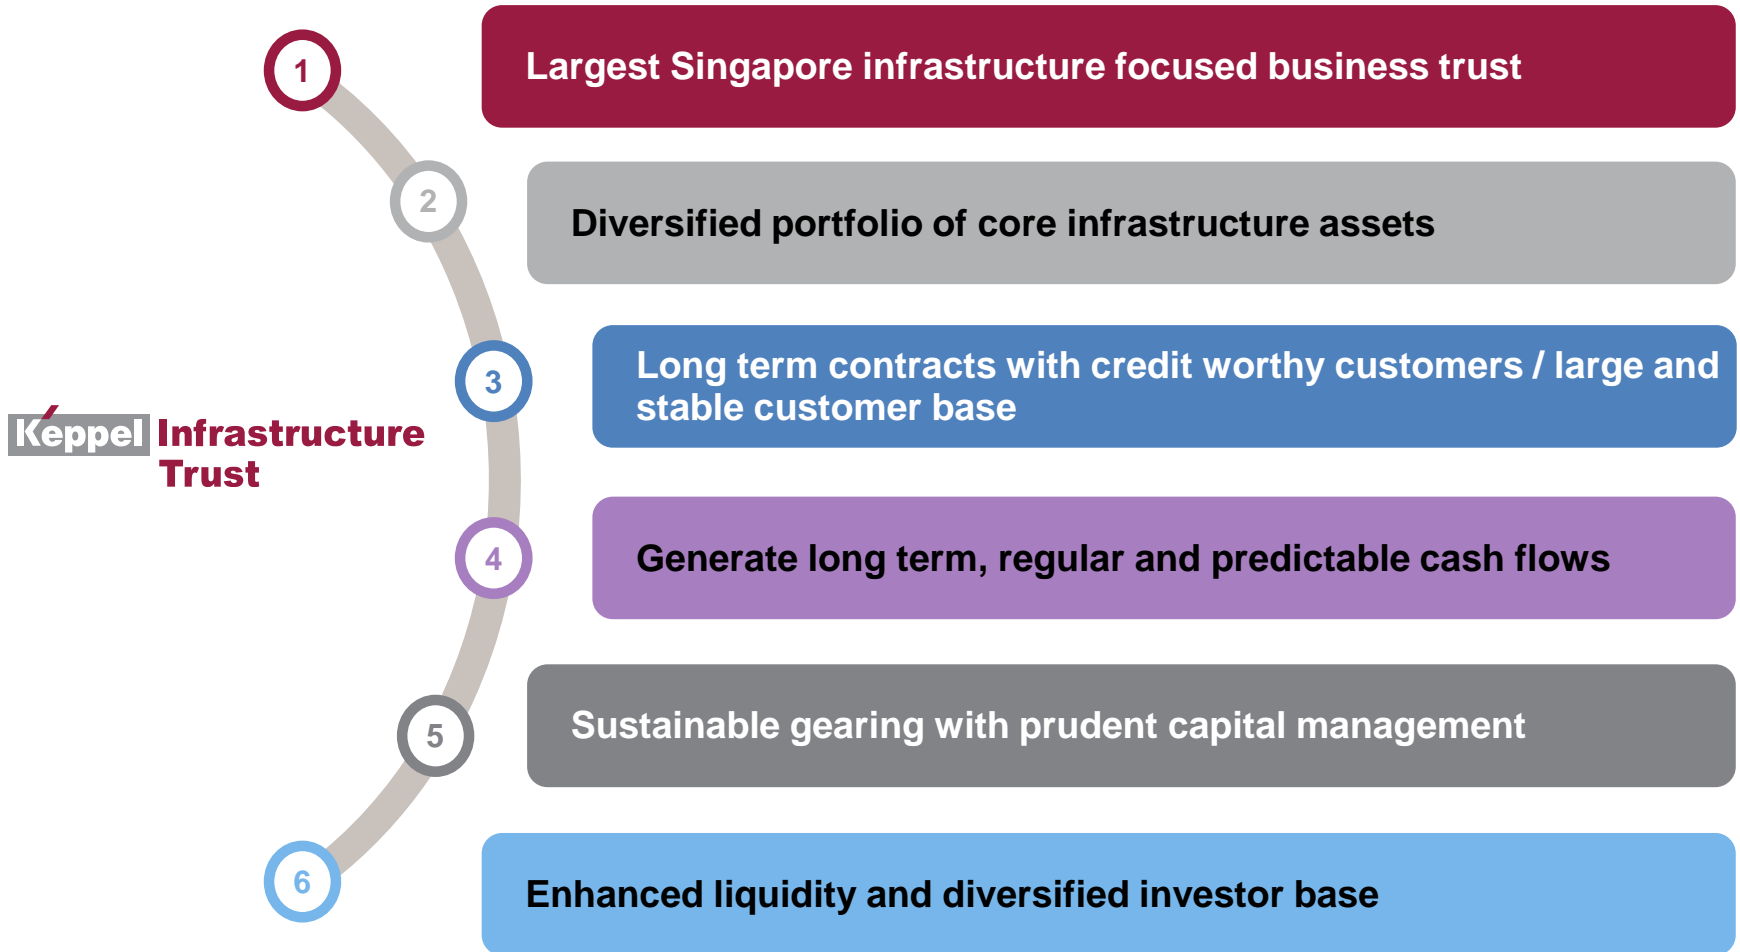 1
Largest Singapore infrastructure focused business trust
2
Diversified portfolio of core infrastructure assets
3
Long term contracts with credit worthy customers / large and
stable customer base
Keppel Infrastructure
Trust
4
Generate long term, regular and predictable cash flows
5
Sustainable gearing with prudent capital management
6
Enhanced liquidity and diversified investor base